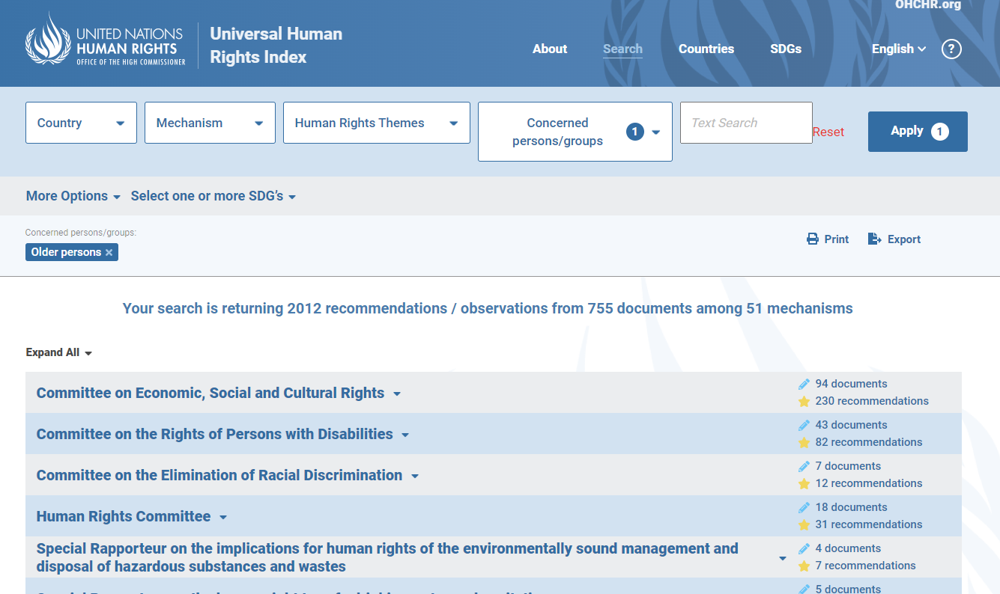 OHCHR.org
UNITED NATIONS
HUMAN RIGHTS
OFFICE OF THE HIGH COMMISSIONER
Universal Human
Rights Index
About
Search
Countries
SDGs
English
?
Country
Mechanism
Human Rights Themes
Concerned
persons/groups
1
Text Search
Reset
Apply 1
More Options
Select one or more SDG’s
Concerned persons/groups:
Older persons ×
Print
Export
Your search is returning 2012 recommendations / observations from 755 documents among 51 mechanisms
Expand All
Committee on Economic, Social and Cultural Rights
94 documents
230 recommendations
Committee on the Rights of Persons with Disabilities
43 documents
82 recommendations
Committee on the Elimination of Racial Discrimination
7 documents
12 recommendations
Human Rights Committee
18 documents
31 recommendations
Special Rapporteur on the implications for human rights of the environmentally sound management and
disposal of hazardous substances and wastes
4 documents
7 recommendations
5 documents